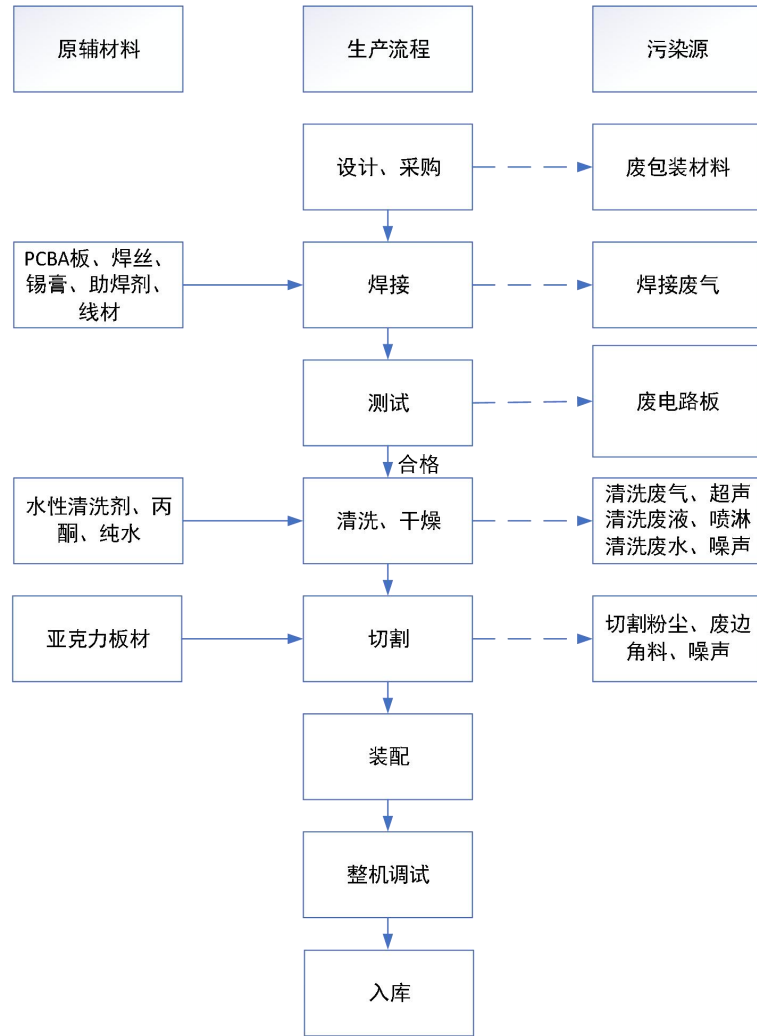 原辅材料
生产流程
污染源
设计、采购
废包装材料
PCBA板、焊丝、
锡膏、助焊剂、
线材
焊接
焊接废气
测试
废电路板
合格
水性清洗剂、丙
酮、纯水
清洗、干燥
清洗废气、超声
清洗废液、喷淋
清洗废水、噪声
亚克力板材
切割
切割粉尘、废边
角料、噪声
装配
整机调试
入库